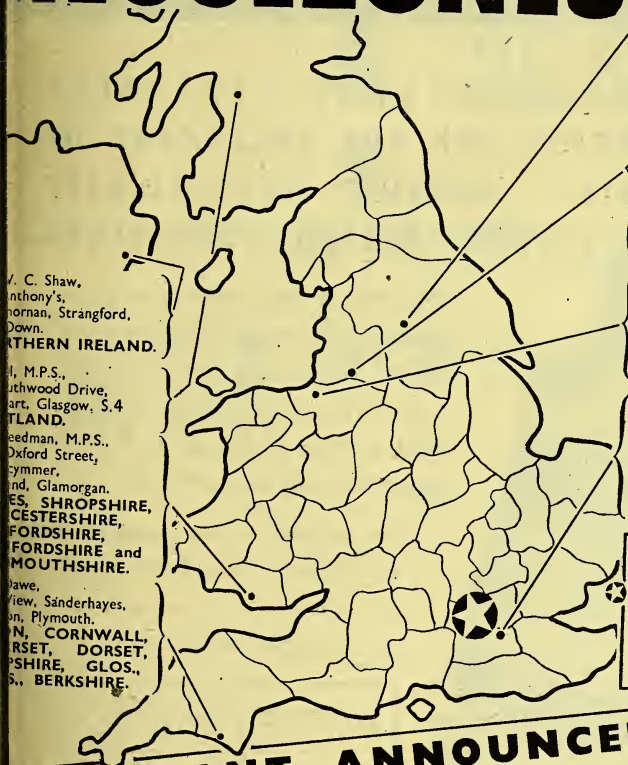 V. C. Shaw,
nthony's,
hornan, Strangford,
Down.
RTHERN IRELAND.
l, M.P.S.,
uthwood Drive,
art, Glasgow, S.4
TLAND.
eedman, M.P.S.,
Oxford Street,
cymmer,
nd, Glamorgan.
ES, SHROPSHIRE,
CESTERSHIRE,
FORDSHIRE,
FORDSHIRE and
MOUTHSHIRE.
Dawe,
View, Sanderhayes,
on, Plymouth.
N, CORNWALL,
RSET, DORSET,
PSHIRE, GLOS.,
S., BERKSHIRE.
ANNOUNCE